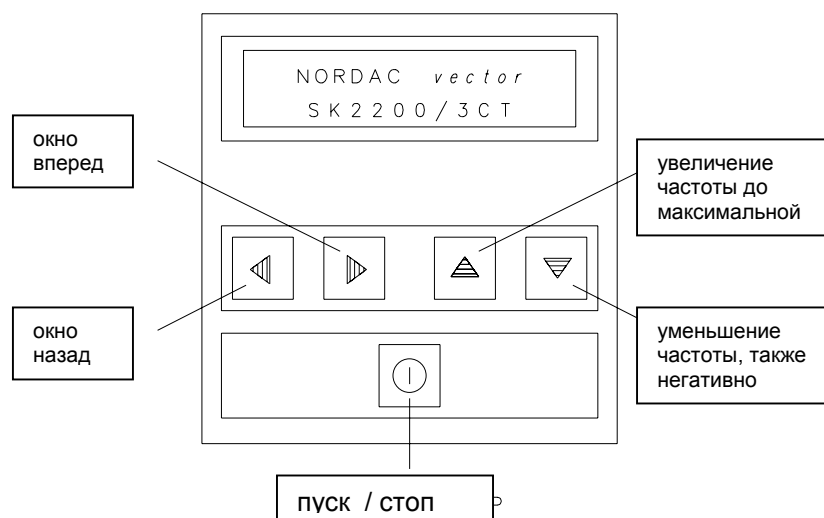 NORDAC vector
SK2200/3CT
окно
вперед
увеличение
частоты до
максимальной
окно
назад
уменьшение
частоты, также
негативно
пуск / стоп